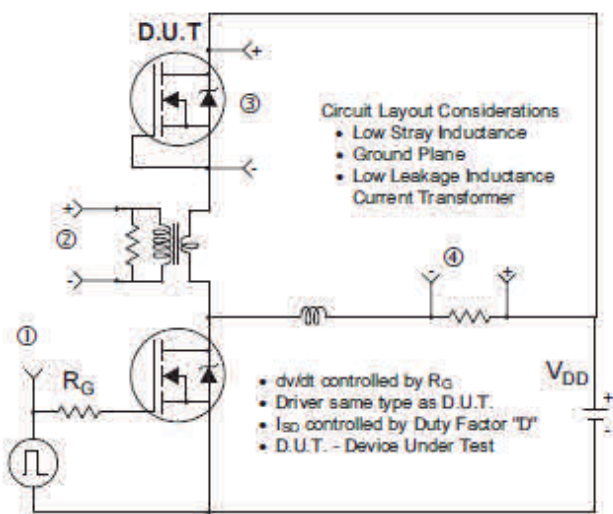 D.U.T
+
③
-
Circuit Layout Considerations
• Low Stray Inductance
• Ground Plane
• Low Leakage Inductance
Current Transformer
+
②
-
④
- +
①
RG
• dv/dt controlled by RG
• Driver same type as D.U.T.
• ISD controlled by Duty Factor "D"
• D.U.T. - Device Under Test
VDD
+
-